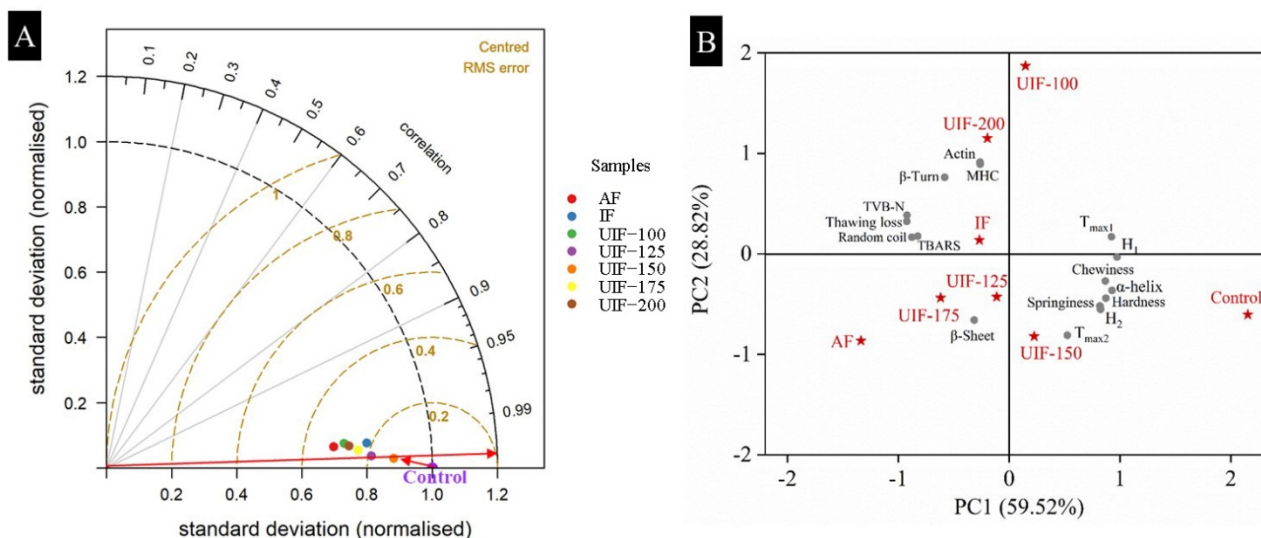 A
Centred
RMS error
0.1
0.2
0.3
0.4
0.5
0.6
0.7
0.8
0.9
0.95
0.99
correlation
1.2
1.0
0.8
0.6
0.4
0.2
standard deviation (normalised)
1
0.8
0.6
0.4
0.2
Control
0.2
0.4
0.6
0.8
1.0
1.2
standard deviation (normalised)
Samples
AF
IF
UIF−100
UIF−125
UIF−150
UIF−175
UIF−200
B
2
1
0
-1
-2
PC2 (28.82%)
UIF-100
UIF-200
Actin
MHC
β-Turn
TVB-N
Thawing loss
Random coil
TBARS
IF
Tmax1
H1
Chewiness
α-helix
Springiness
Hardness
H2
Control
UIF-125
UIF-175
β-Sheet
Tmax2
UIF-150
AF
-2
-1
0
1
2
PC1 (59.52%)